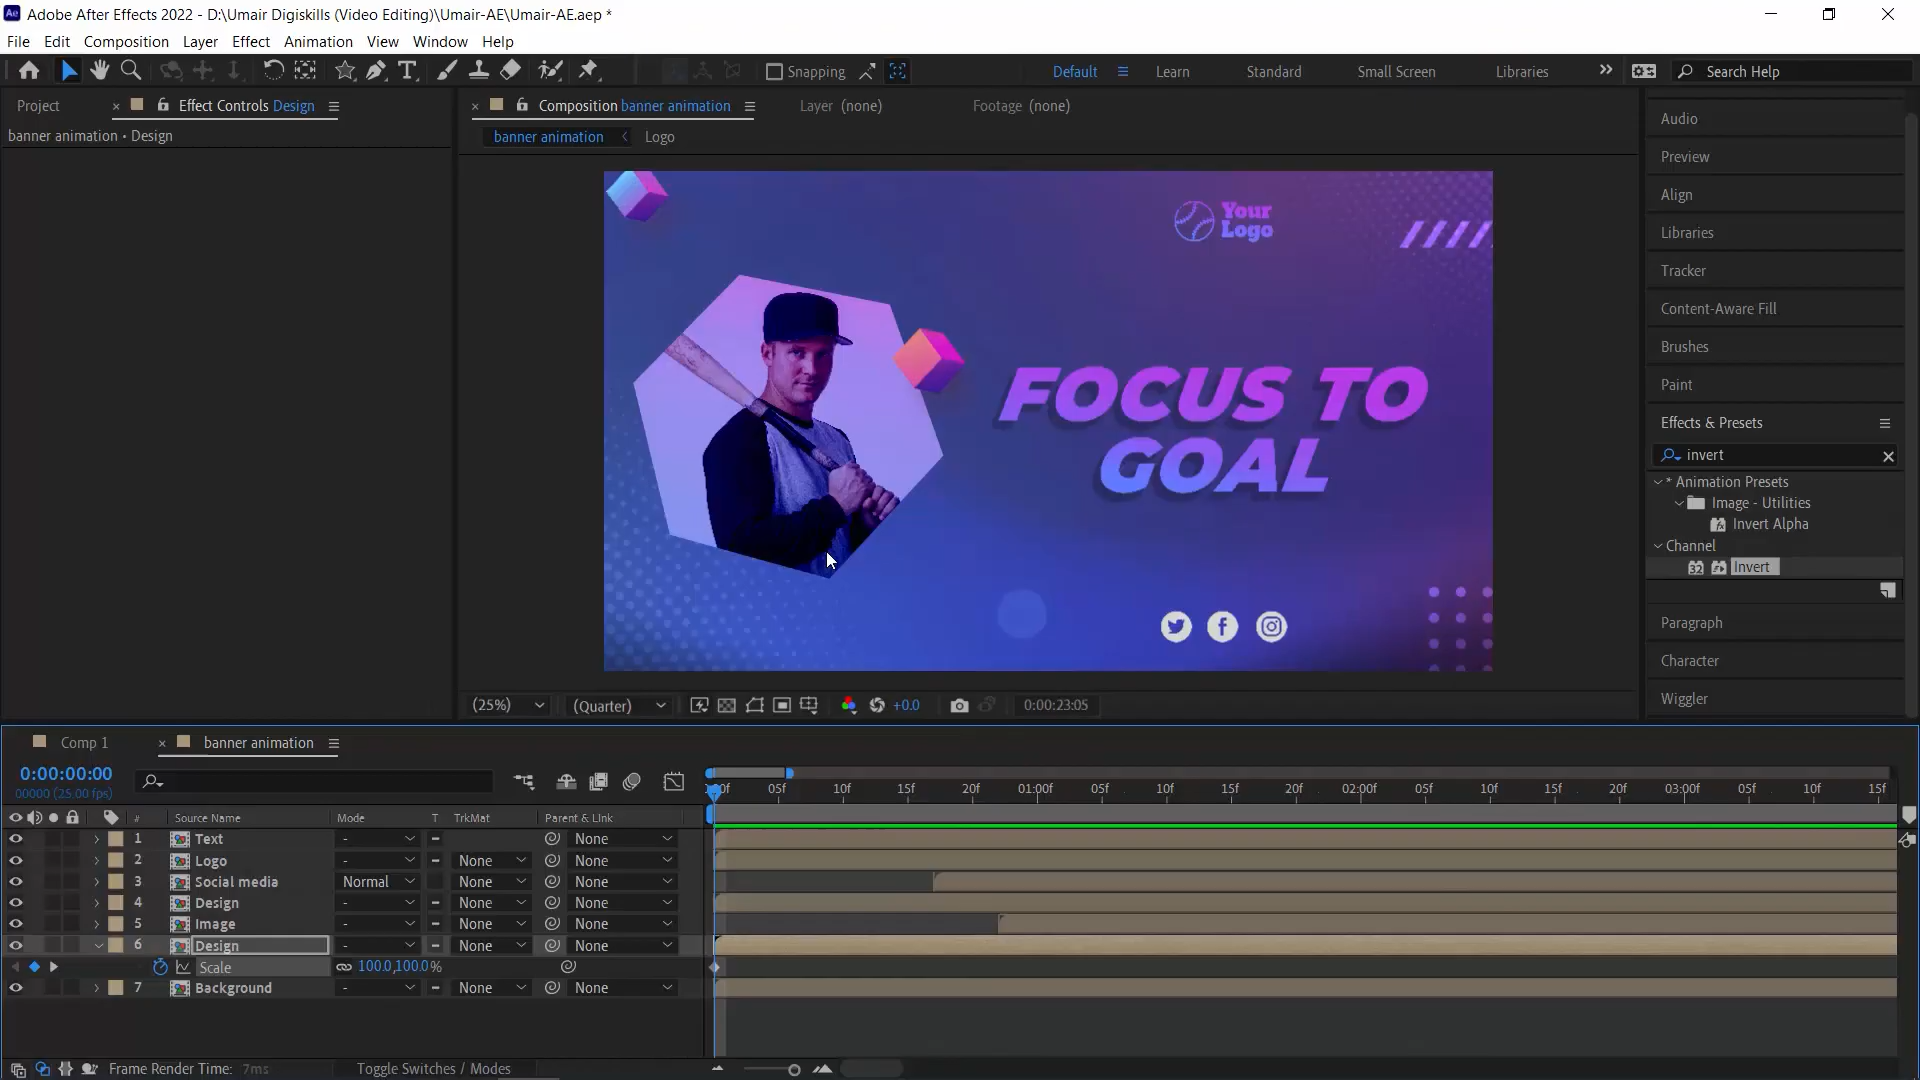 Adobe After Effects 2022 - D:\Umair Digiskills (Video Editing)\Umair-AE\Umair-AE.aep *
File Edit Composition Layer Effect Animation View Window Help
Snapping Default Learn Standard Small Screen Libraries Search Help
Project Effect Controls Design Composition banner animation Layer (none) Footage (none)
banner animation • Design
banner animation Logo
Your
Logo
FOCUS TO
GOAL
(25%) (Quarter) +0.0 0:00:23:05
Audio
Preview
Align
Libraries
Tracker
Content-Aware Fill
Brushes
Paint
Effects & Presets
invert
* Animation Presets
Image - Utilities
Invert Alpha
Channel
32 Invert
Paragraph
Character
Wiggler
Comp 1 banner animation
0:00:00:00
00000 (25.00 fps)
05f 10f 15f 20f 01:00f 05f 10f 15f 20f 02:00f 05f 10f 15f 20f 03:00f 05f 10f 15f
# Source Name Mode T TrkMat Parent & Link
1 Text - None
2 Logo - None None
3 Social media Normal None None
4 Design - None None
5 Image - None None
6 Design - None None
Scale 100.0,100.0%
7 Background - None None
Frame Render Time: 7ms Toggle Switches / Modes